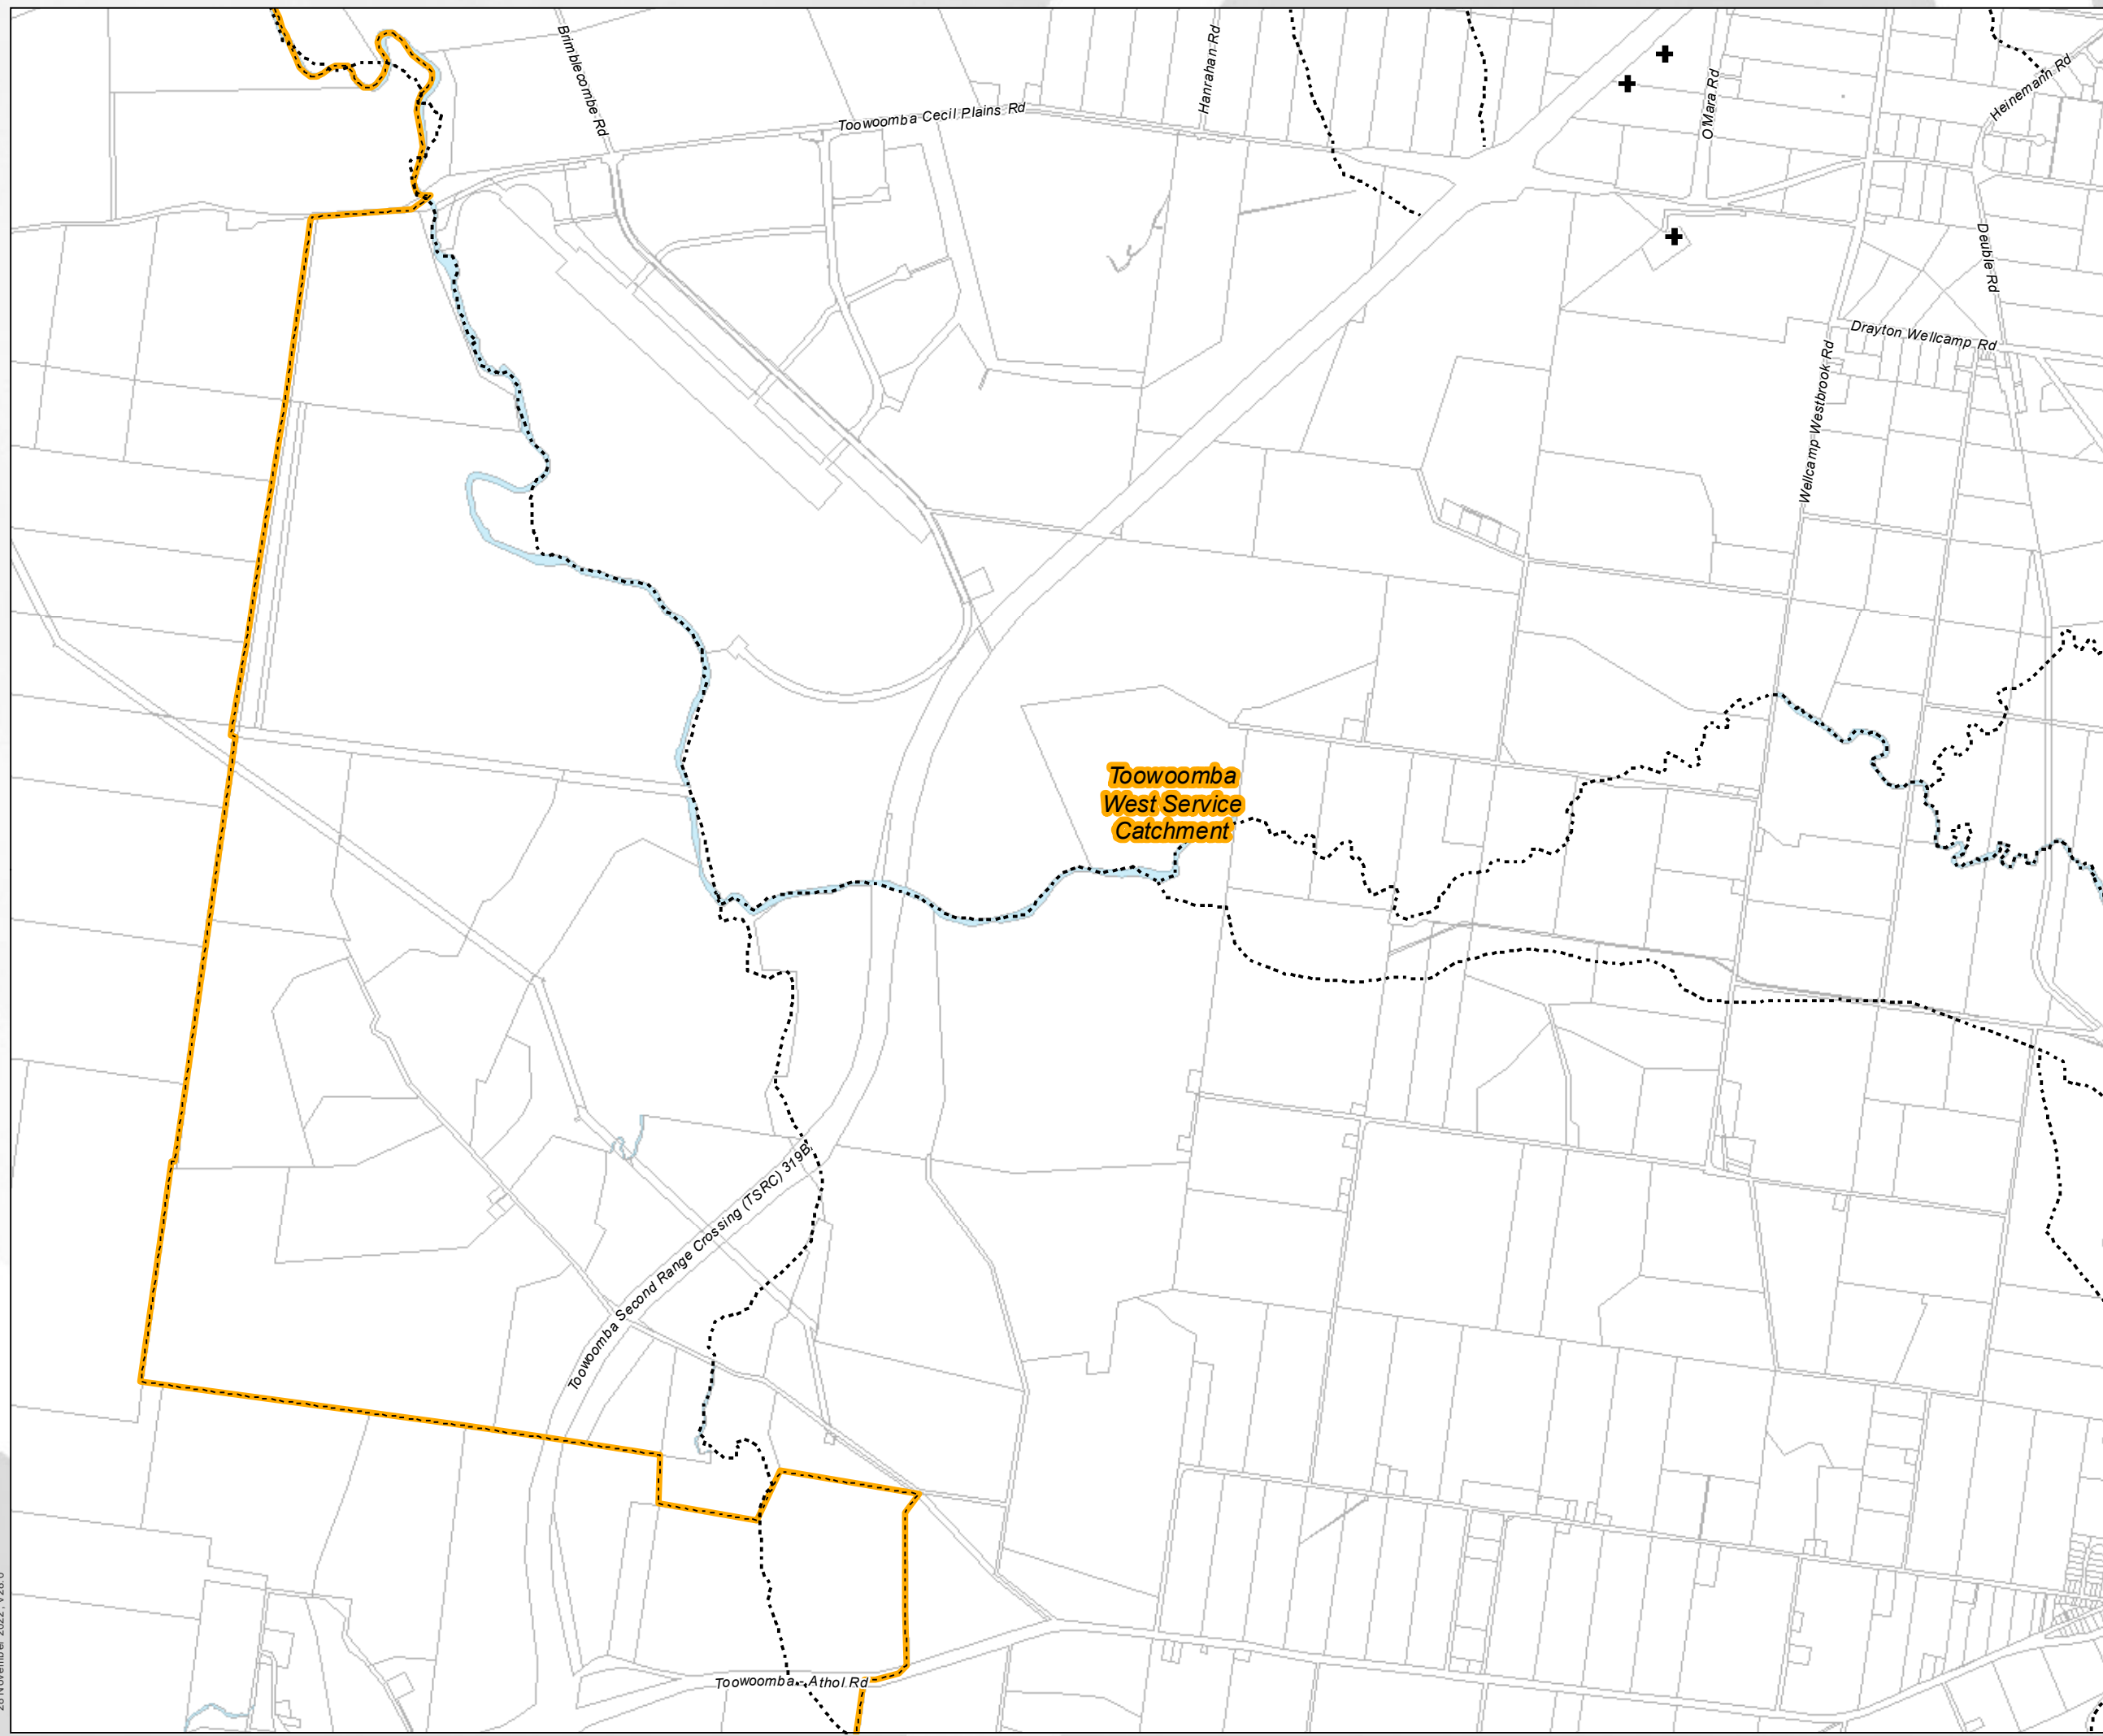 Brimblecombe Rd
Toowoomba Cecil Plains Rd
Hanrahan Rd
O'Mara Rd
Heinemann Rd
Deuble Rd
Drayton Wellcamp Rd
Wellcamp Westbrook Rd
Toowoomba
West Service
Catchment
Toowoomba Second Range Crossing (TSRC) 319B
Toowoomba - Athol Rd